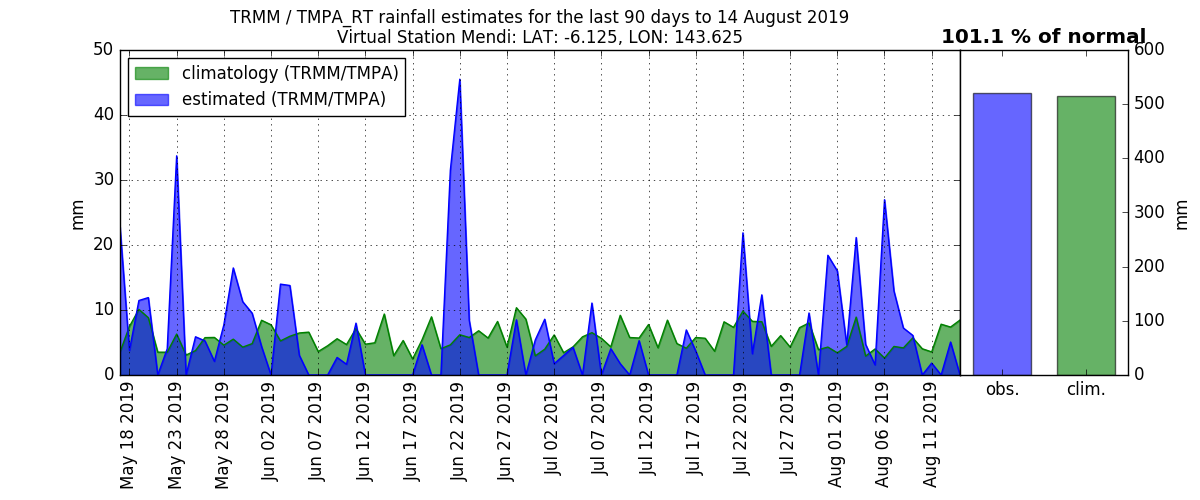 TRMM / TMPA_RT rainfall estimates for the last 90 days to 14 August 2019
Virtual Station Mendi: LAT: -6.125, LON: 143.625
101.1 % of normal
climatology (TRMM/TMPA)
estimated (TRMM/TMPA)
50
40
30
20
10
0
mm
May 18 2019
May 23 2019
May 28 2019
Jun 02 2019
Jun 07 2019
Jun 12 2019
Jun 17 2019
Jun 22 2019
Jun 27 2019
Jul 02 2019
Jul 07 2019
Jul 12 2019
Jul 17 2019
Jul 22 2019
Jul 27 2019
Aug 01 2019
Aug 06 2019
Aug 11 2019
obs.
clim.
600
500
400
300
200
100
0
mm